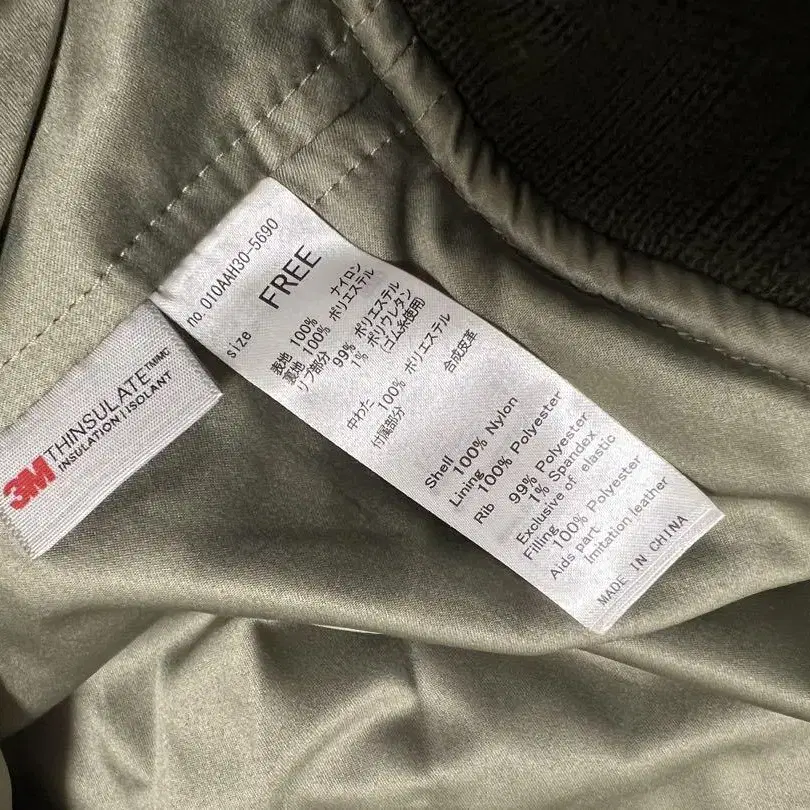 3M THINSULATE™/MC
INSULATION | ISOLANT
no. 010AAH30-5690
size FREE
表地 100% ナイロン
裏地 100% ポリエステル
リブ部分 99% ポリエステル
1% ポリウレタン
(ゴム糸使用)
中わた 100% ポリエステル
付属部分 合成皮革
Shell
100% Nylon
Lining
100% Polyester
Rib 99% Polyester
1% Spandex
Exclusive of elastic
Filling
100% Polyester
Aids part
Imitation leather
MADE IN CHINA